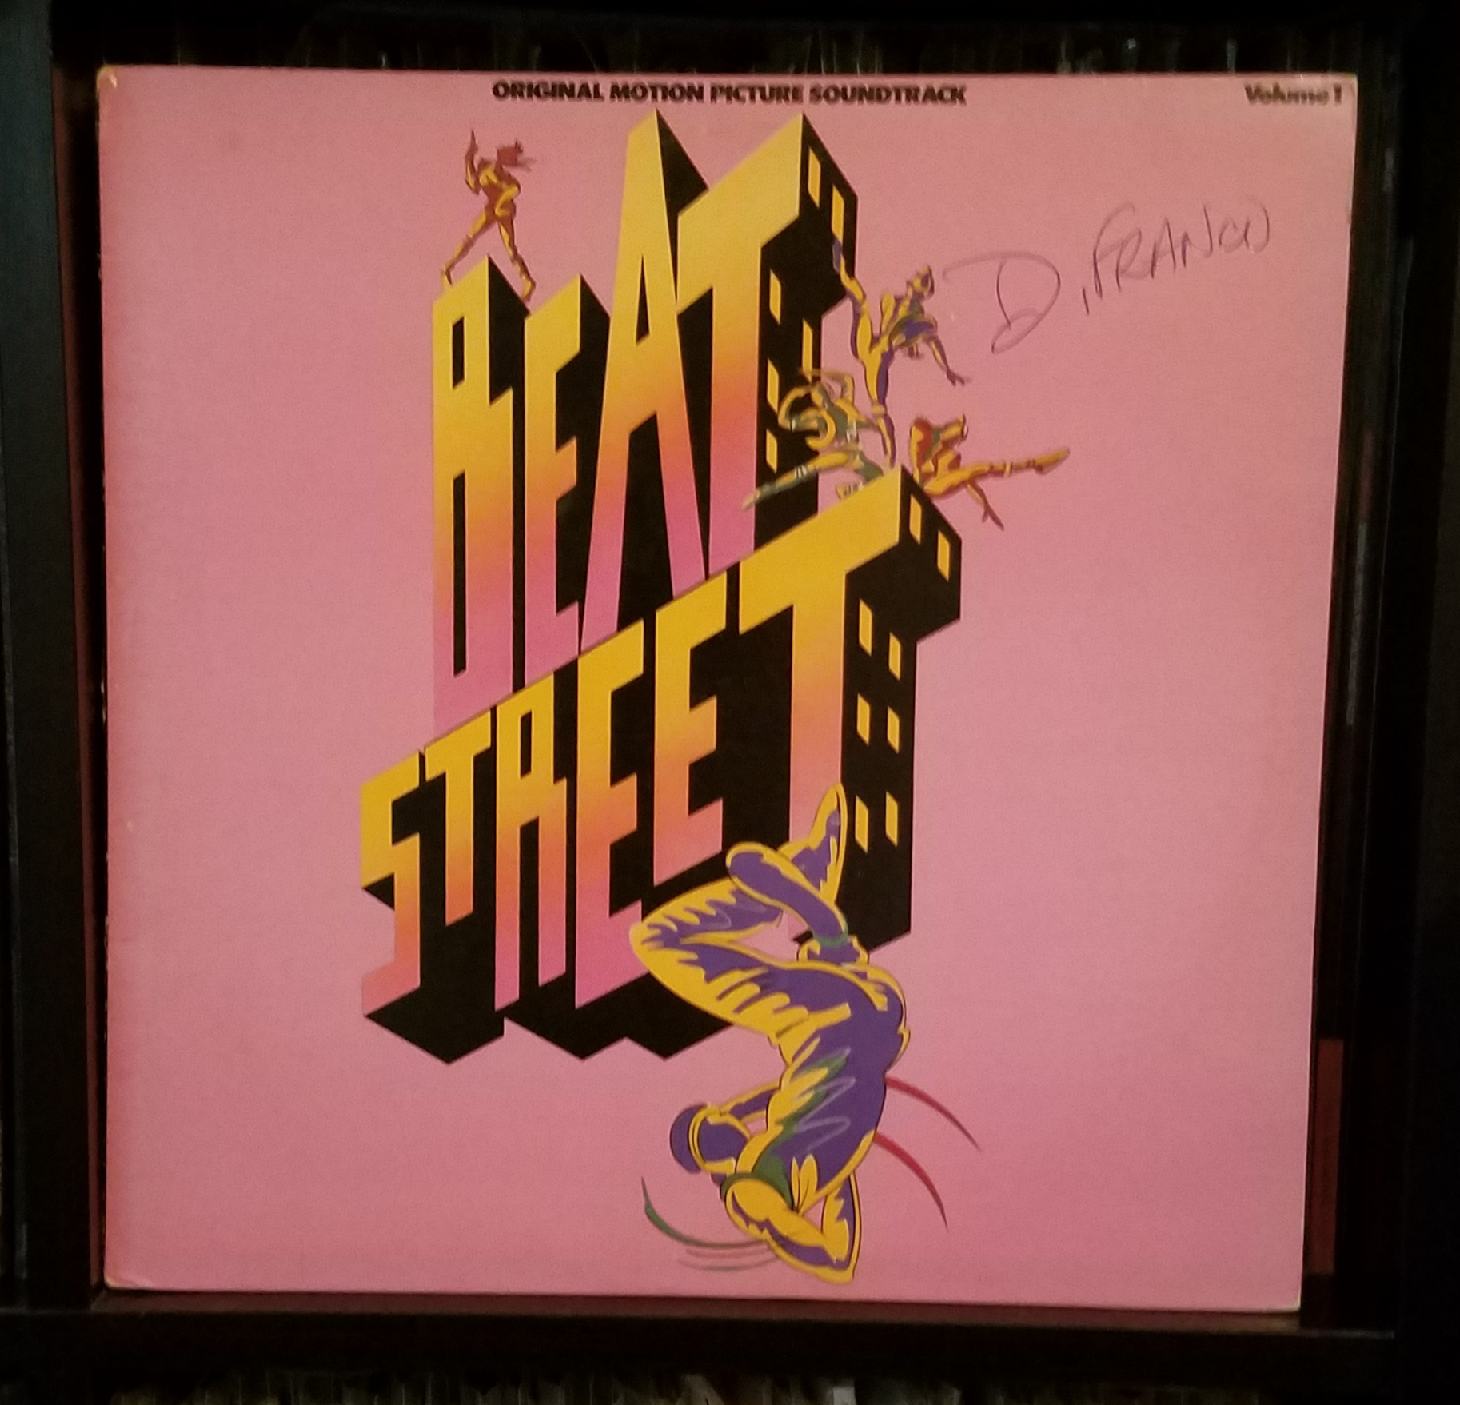 ORIGINAL MOTION PICTURE SOUNDTRACK
Volume 1
BEAT
STREET
D. FRANCO